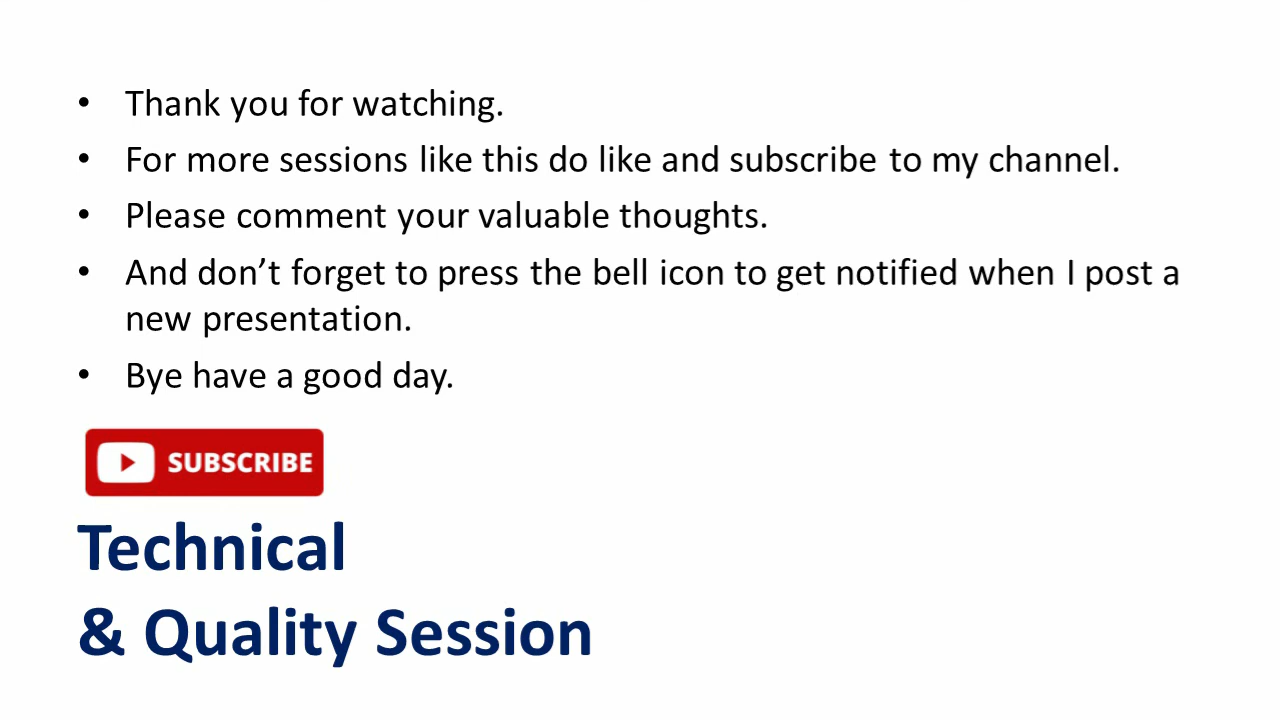 • Thank you for watching.
• For more sessions like this do like and subscribe to my channel.
• Please comment your valuable thoughts.
• And don’t forget to press the bell icon to get notified when I post a
new presentation.
• Bye have a good day.
SUBSCRIBE
Technical
& Quality Session